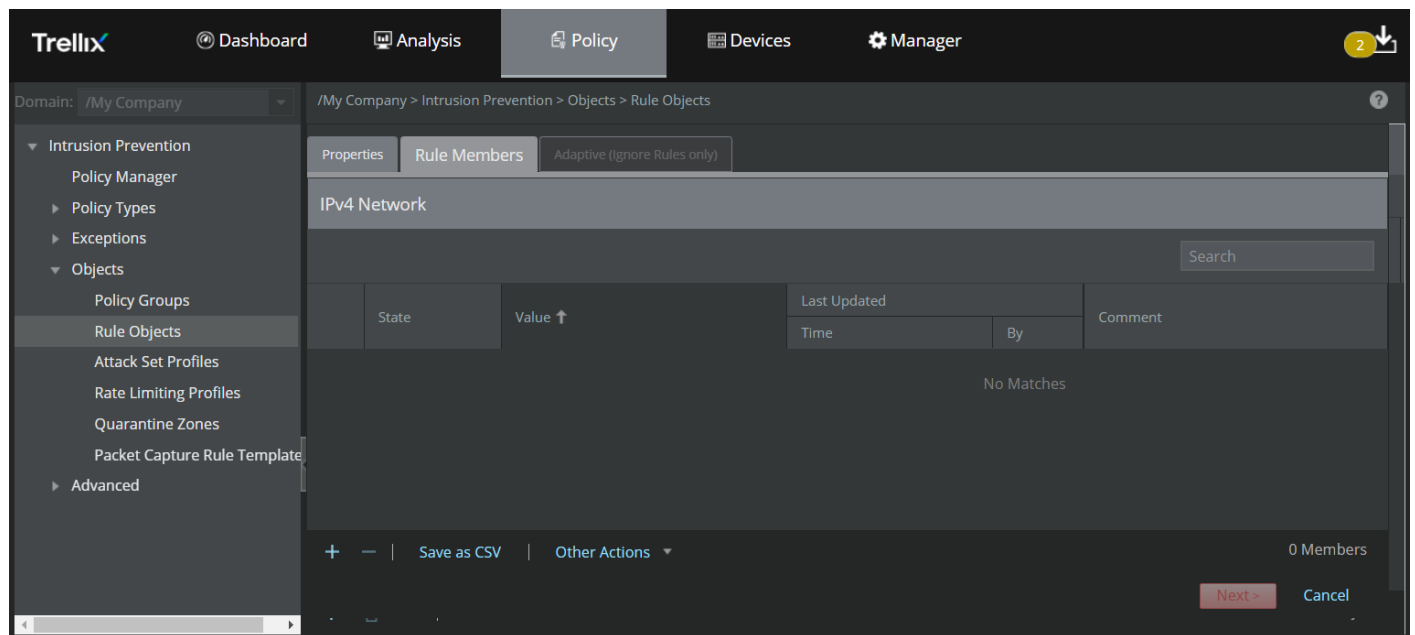 Trellix
Dashboard
Analysis
Policy
Devices
Manager
2
Domain: /My Company
/My Company > Intrusion Prevention > Objects > Rule Objects
?
Intrusion Prevention
Policy Manager
Policy Types
Exceptions
Objects
Policy Groups
Rule Objects
Attack Set Profiles
Rate Limiting Profiles
Quarantine Zones
Packet Capture Rule Template
Advanced
Properties
Rule Members
Adaptive (Ignore Rules only)
IPv4 Network
Search
State
Value
Last Updated
Time
By
Comment
No Matches
+ − | Save as CSV | Other Actions
0 Members
Next >
Cancel